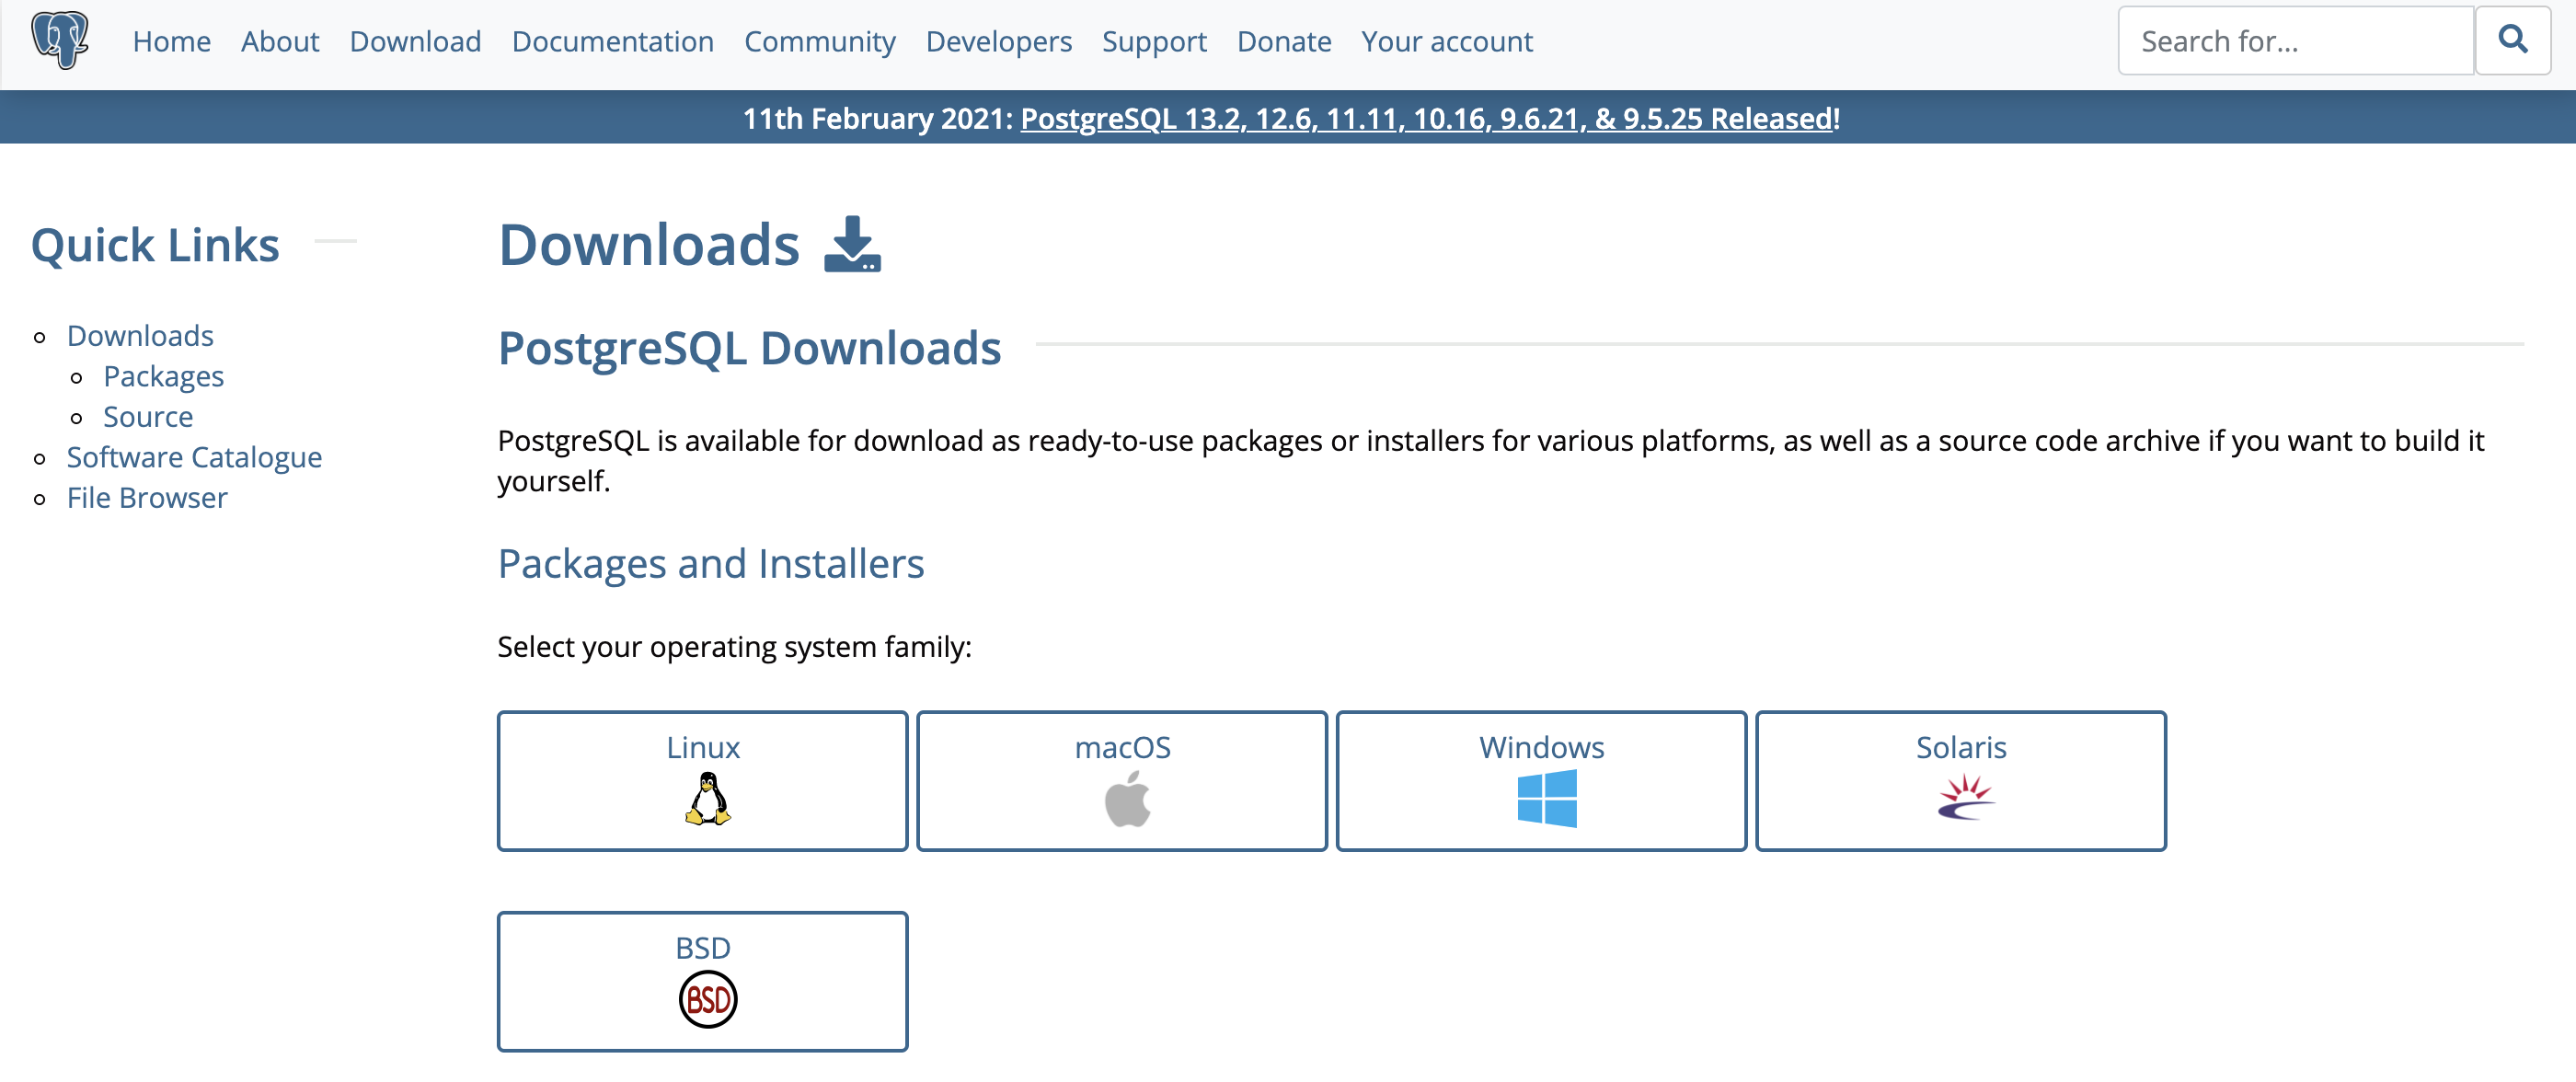 Home About Download Documentation Community Developers Support Donate Your account Search for...
11th February 2021: PostgreSQL 13.2, 12.6, 11.11, 10.16, 9.6.21, & 9.5.25 Released!
Quick Links
Downloads
Packages
Source
Software Catalogue
File Browser
Downloads
PostgreSQL Downloads
PostgreSQL is available for download as ready-to-use packages or installers for various platforms, as well as a source code archive if you want to build it
yourself.
Packages and Installers
Select your operating system family:
Linux macOS Windows Solaris
BSD
BSD